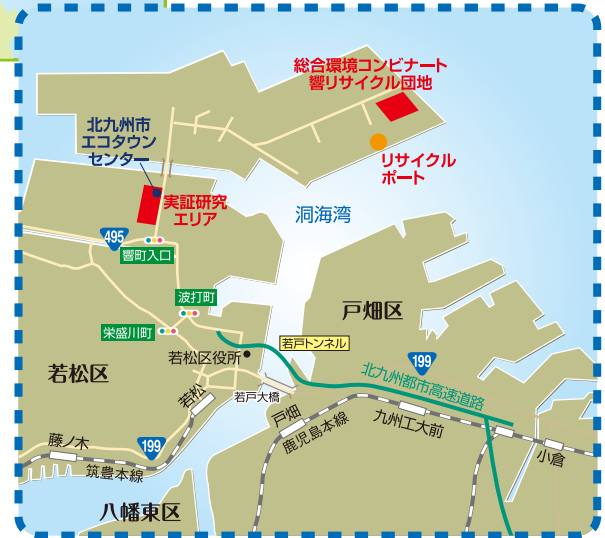 総合環境コンビナート
響リサイクル団地
北九州市
エコタウン
センター
リサイクル
ポート
実証研究
エリア
洞海湾
495
響町入口
波打町
戸畑区
栄盛川町
若戸トンネル
若松区役所
199
若松区
北九州都市高速道路
若松
若戸大橋
戸畑
九州工大前
鹿児島本線
藤ノ木
199
小倉
筑豊本線
八幡東区